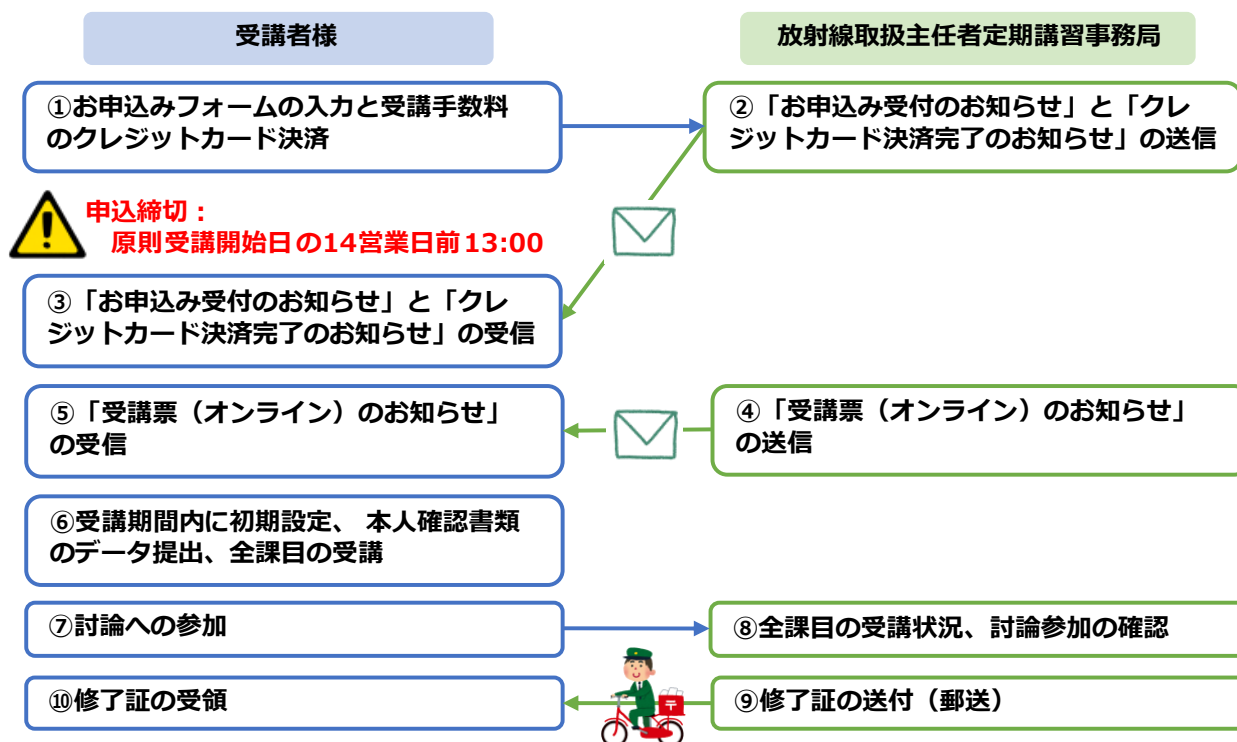 受講者様
放射線取扱主任者定期講習事務局
①お申込みフォームの入力と受講手数料
のクレジットカード決済
②「お申込み受付のお知らせ」と「クレ
ジットカード決済完了のお知らせ」の送信
申込締切：
原則受講開始日の14営業日前13:00
③「お申込み受付のお知らせ」と「クレ
ジットカード決済完了のお知らせ」の受信
⑤「受講票（オンライン）のお知らせ」
の受信
④「受講票（オンライン）のお知らせ」
の送信
⑥受講期間内に初期設定、 本人確認書類
のデータ提出、全課目の受講
⑦討論への参加
⑧全課目の受講状況、討論参加の確認
⑩修了証の受領
〒
⑨修了証の送付（郵送）